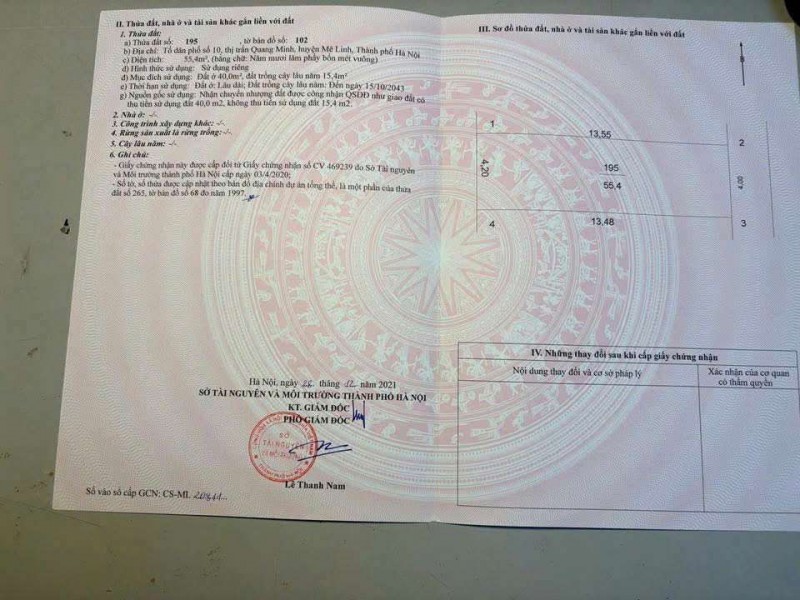 II. Thửa đất, nhà ở và tài sản khác gắn liền với đất
1. Thửa đất:
a) Thửa đất số: 195 , tờ bản đồ số: 102
b) Địa chỉ: Tổ dân phố số 10, thị trấn Quang Minh, huyện Mê Linh, Thành phố Hà Nội
c) Diện tích: 55,4m², (bằng chữ: Năm mươi lăm phẩy bốn mét vuông)
d) Hình thức sử dụng: Sử dụng riêng
đ) Mục đích sử dụng: Đất ở 40,0m², đất trồng cây lâu năm 15,4m²
e) Thời hạn sử dụng: Đất ở: Lâu dài; Đất trồng cây lâu năm: Đến ngày 15/10/2043
g) Nguồn gốc sử dụng: Nhận chuyển nhượng đất được công nhận QSDĐ như giao đất có
thu tiền sử dụng đất 40,0 m2, không thu tiền sử dụng đất 15,4 m2;
2. Nhà ở: -/-
3. Công trình xây dựng khác: -/-
4. Rừng sản xuất là rừng trồng: -/-
5. Cây lâu năm: -/-
6. Ghi chú:
- Giấy chứng nhận này được cấp đổi từ Giấy chứng nhận số CV 469239 do Sở Tài nguyên
và Môi trường thành phố Hà Nội cấp ngày 03/4/2020;
- Số tờ, số thửa được cập nhật theo bản đồ địa chính dự án tổng thể, là một phần của thửa
đất số 265, tờ bản đồ số 68 đo năm 1997.
Hà Nội, ngày tháng 12 năm 2021
SỞ TÀI NGUYÊN VÀ MÔI TRƯỜNG THÀNH PHỐ HÀ NỘI
KT. GIÁM ĐỐC
PHÓ GIÁM ĐỐC
SỞ
TÀI NGUYÊN
Lê Thanh Nam
Số vào sổ cấp GCN: CS-ML
III. Sơ đồ thửa đất, nhà ở và tài sản khác gắn liền với đất
1
13,55
2
4,20
195
55,4
4,00
4
13,48
3
IV. Những thay đổi sau khi cấp giấy chứng nhận
Nội dung thay đổi và cơ sở pháp lý
Xác nhận của cơ quan
có thẩm quyền